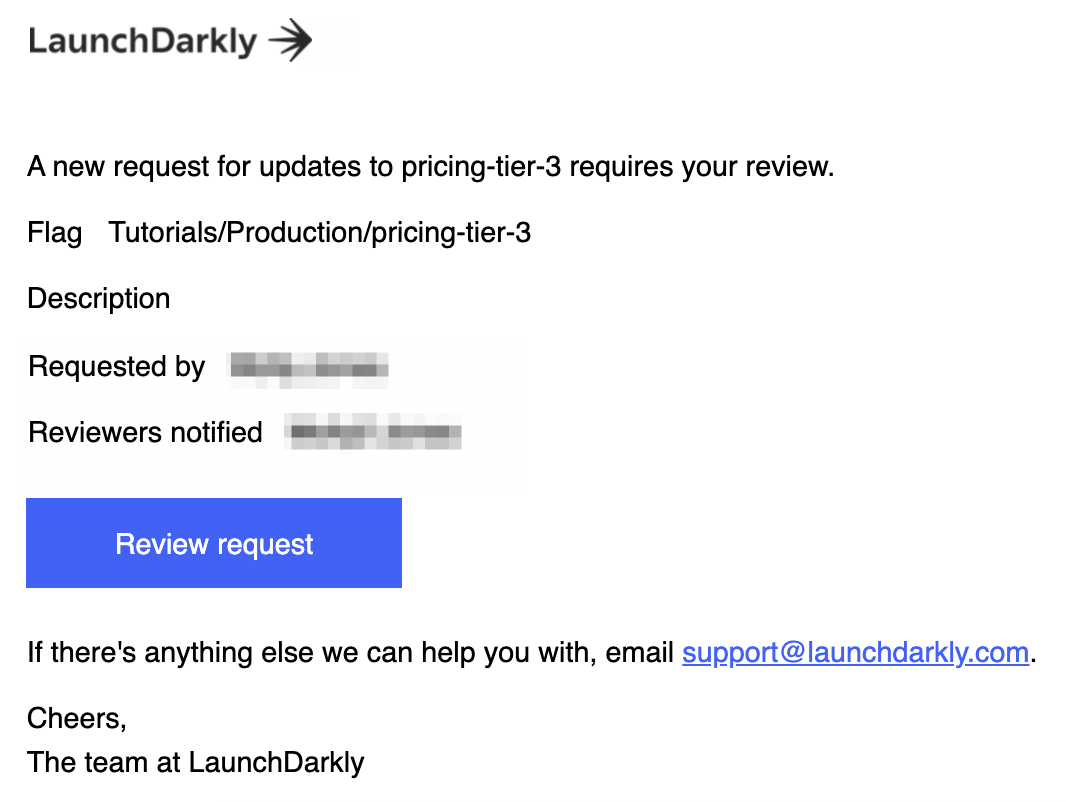 LaunchDarkly
A new request for updates to pricing-tier-3 requires your review.
Flag Tutorials/Production/pricing-tier-3
Description
Requested by
Reviewers notified
Review request
If there's anything else we can help you with, email support@launchdarkly.com.
Cheers,
The team at LaunchDarkly